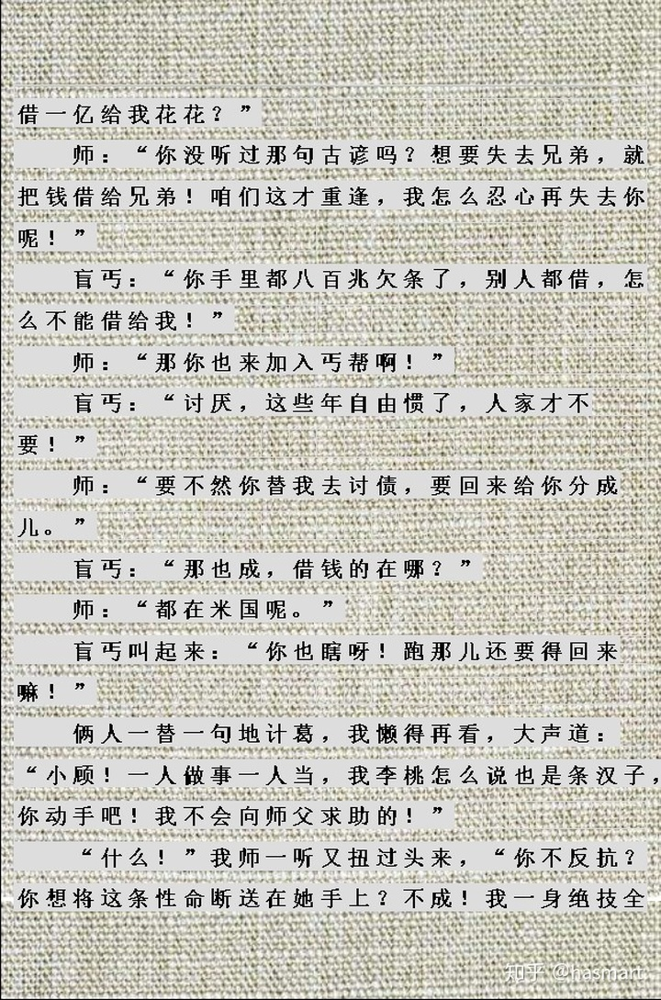 借一亿给我花花？”
师：“你没听过那句古谚吗？想要失去兄弟，就
把钱借给兄弟！咱们这才重逢，我怎么忍心再失去你
呢！”
盲丐：“你手里都八百兆欠条了，别人都借，怎
么不能借给我！”
师：“那你也来加入丐帮啊！”
盲丐：“讨厌，这些年自由惯了，人家才不
要！”
师：“要不然你替我去讨债，要回来给你分成
儿。”
盲丐：“那也成，借钱的在哪？”
师：“都在米国呢。”
盲丐叫起来：“你也瞎呀！跑那儿还要得回来
嘛！”
俩人一替一句地计葛，我懒得再看，大声道：
“小顾！一人做事一人当，我李桃怎么说也是条汉子，
你动手吧！我不会向师父求助的！”
“什么！”我师一听又扭过头来，“你不反抗？
你想将这条性命断送在她手上？不成！我一身绝技全
知乎 @hasmart